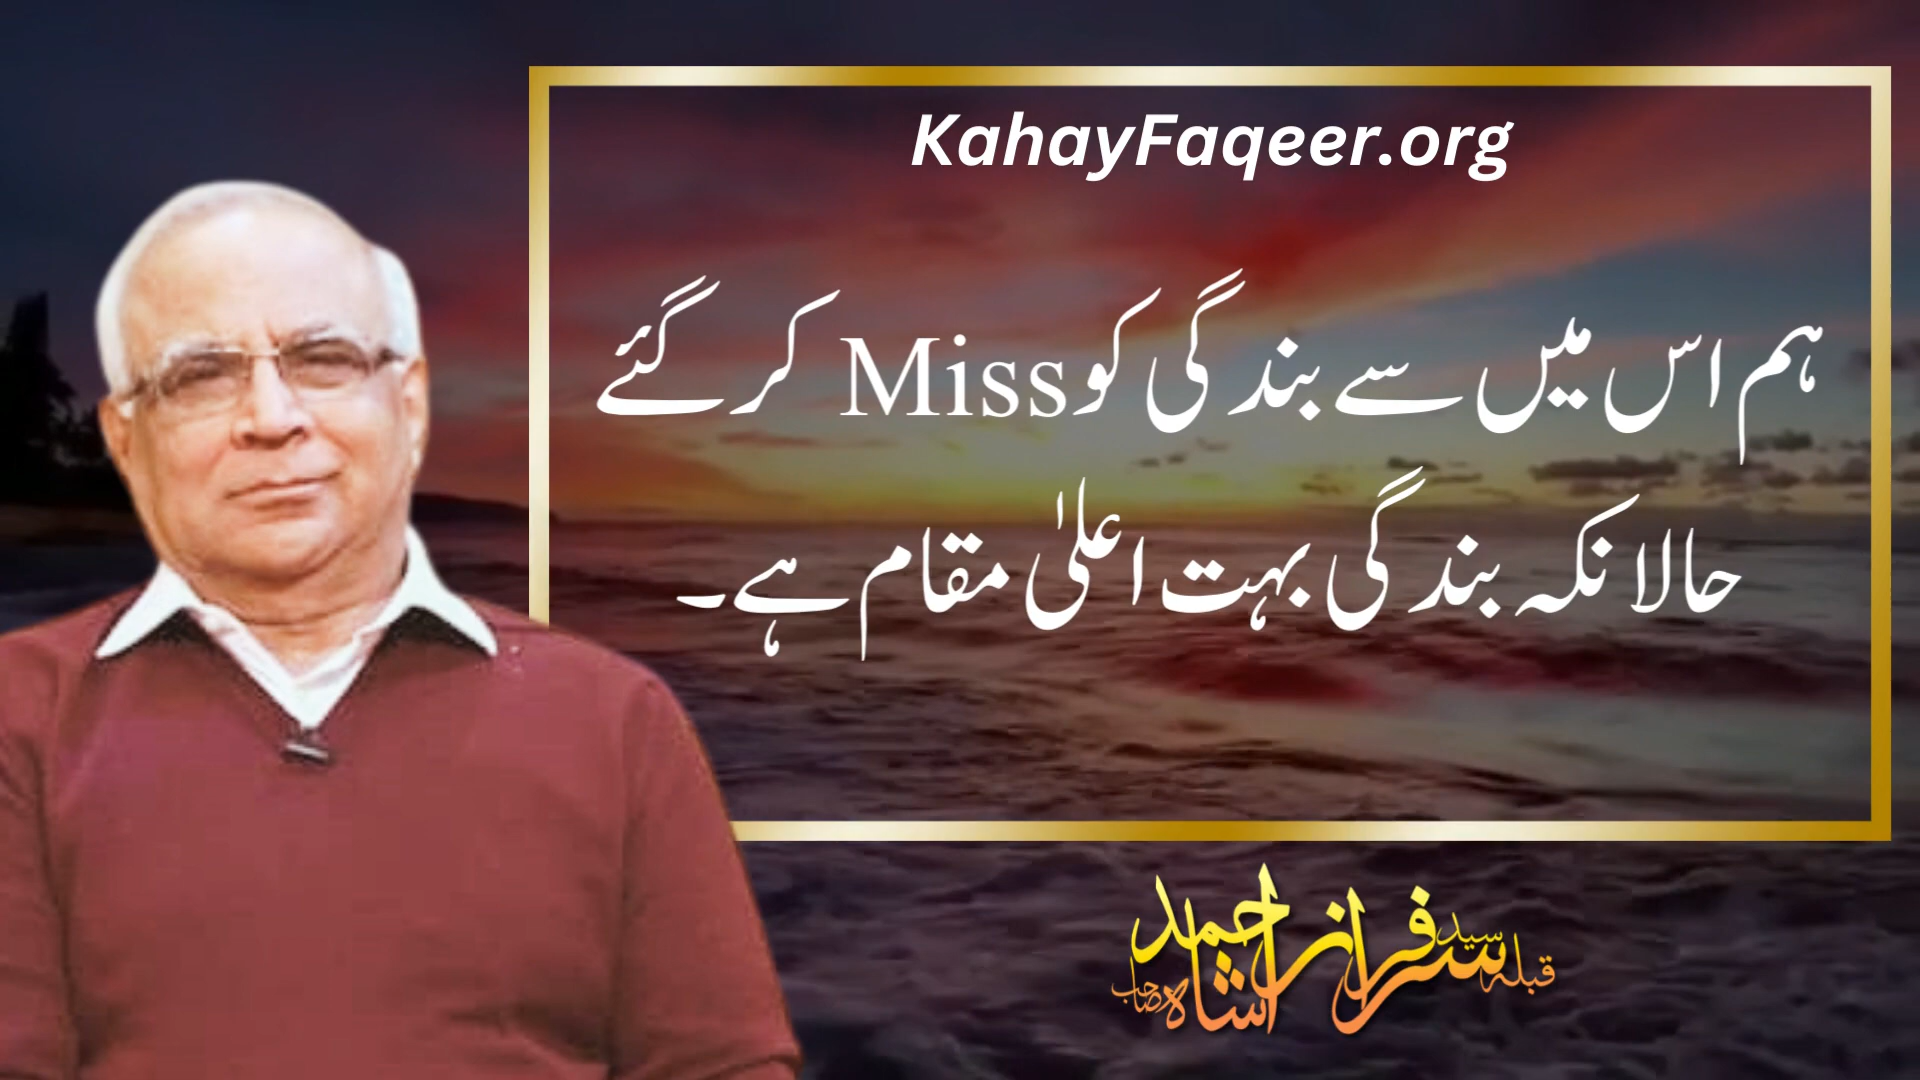 KahayFaqeer.org
ہم اس میں سے بندگی کو Miss کر گئے
حالانکہ بندگی بہت اعلیٰ مقام ہے۔
قبلہ سید سرفراز احمد شاہ صاحب